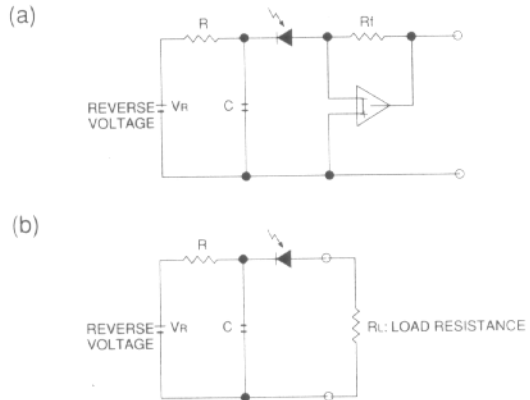 (a)
R
Rf
REVERSE
VOLTAGE
VR
C
(b)
R
REVERSE
VOLTAGE
VR
C
RL: LOAD RESISTANCE